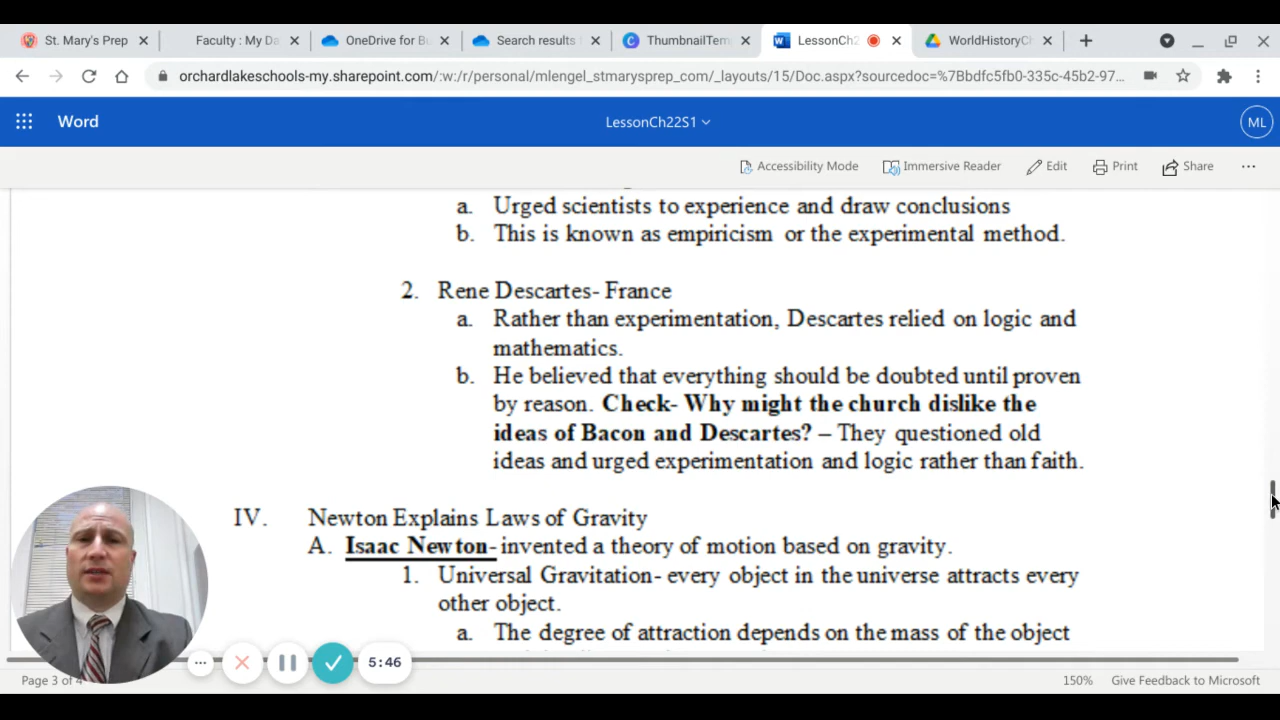 St. Mary's Prep
Faculty : My Da
OneDrive for Bu
Search results
ThumbnailTem
LessonCh2
WorldHistoryCh
orchardlakeschools-my.sharepoint.com/:w:/r/personal/mlengel_stmarysprep_com/_layouts/15/Doc.aspx?sourcedoc=%7Bbdfc5fb0-335c-45b2-97...
Word
LessonCh22S1
ML
Accessibility Mode
Immersive Reader
Edit
Print
Share
a. Urged scientists to experience and draw conclusions
b. This is known as empiricism or the experimental method.
2. Rene Descartes- France
a. Rather than experimentation, Descartes relied on logic and
mathematics.
b. He believed that everything should be doubted until proven
by reason. Check- Why might the church dislike the
ideas of Bacon and Descartes? – They questioned old
ideas and urged experimentation and logic rather than faith.
IV. Newton Explains Laws of Gravity
A. Isaac Newton- invented a theory of motion based on gravity.
1. Universal Gravitation- every object in the universe attracts every
other object.
a. The degree of attraction depends on the mass of the object
5:46
Page 3 of 4
150%
Give Feedback to Microsoft